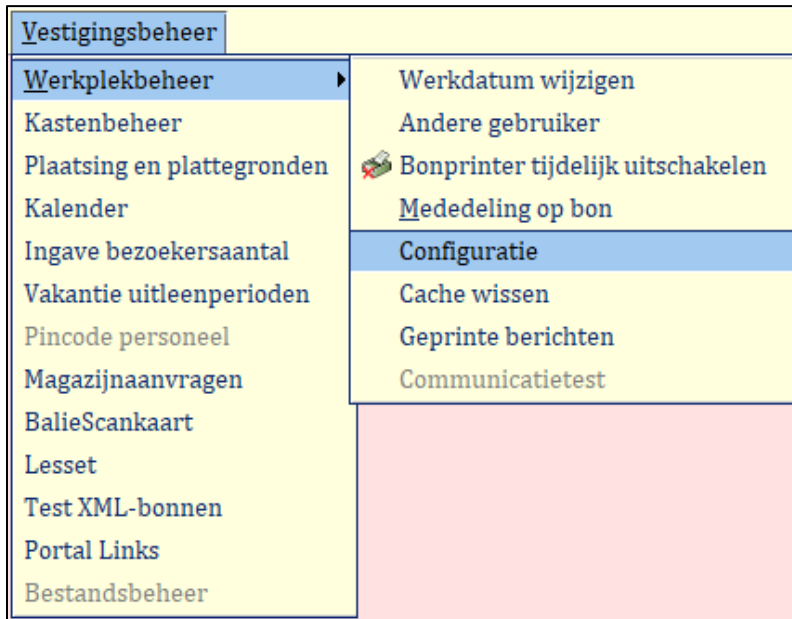 Vestigingsbeheer
Werkplekbeheer
Kastenbeheer
Plaatsing en plattegronden
Kalender
Ingave bezoekersaantal
Vakantie uitleenperioden
Pincode personeel
Magazijnaanvragen
BalieScankaart
Lesset
Test XML-bonnen
Portal Links
Bestandsbeheer
Werkdatum wijzigen
Andere gebruiker
Bonprinter tijdelijk uitschakelen
Mededeling op bon
Configuratie
Cache wissen
Geprinte berichten
Communicatietest